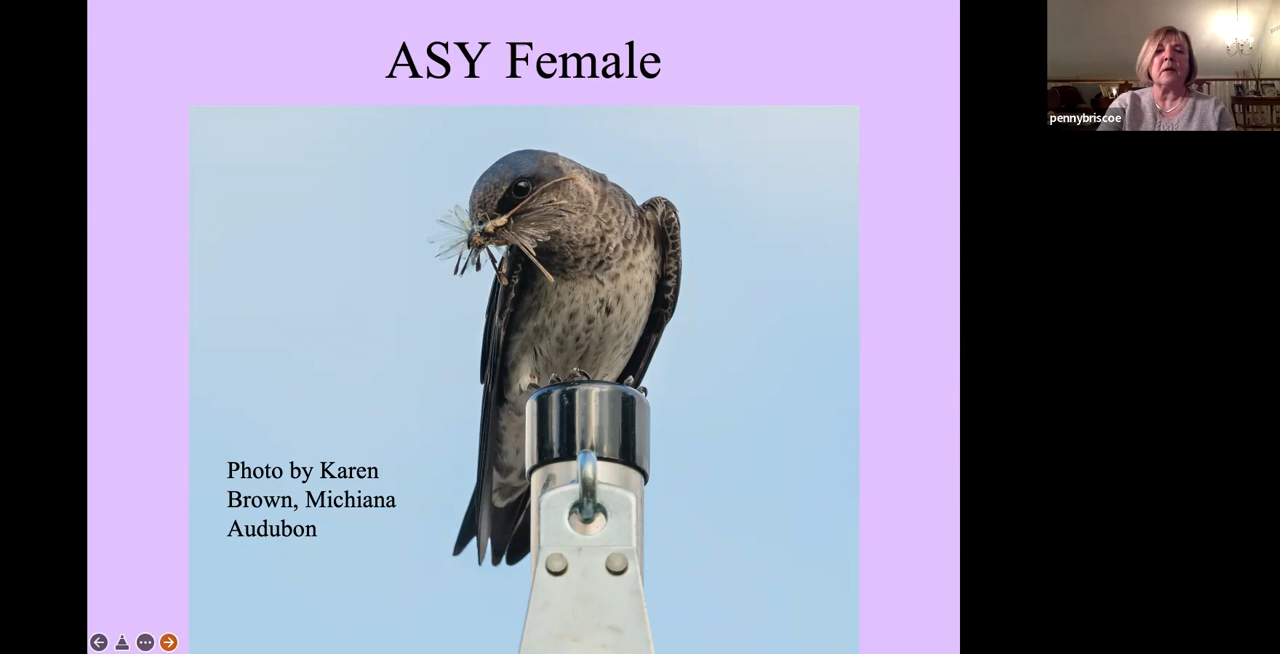 ASY Female
pennybriscoe
Photo by Karen
Brown, Michiana
Audubon